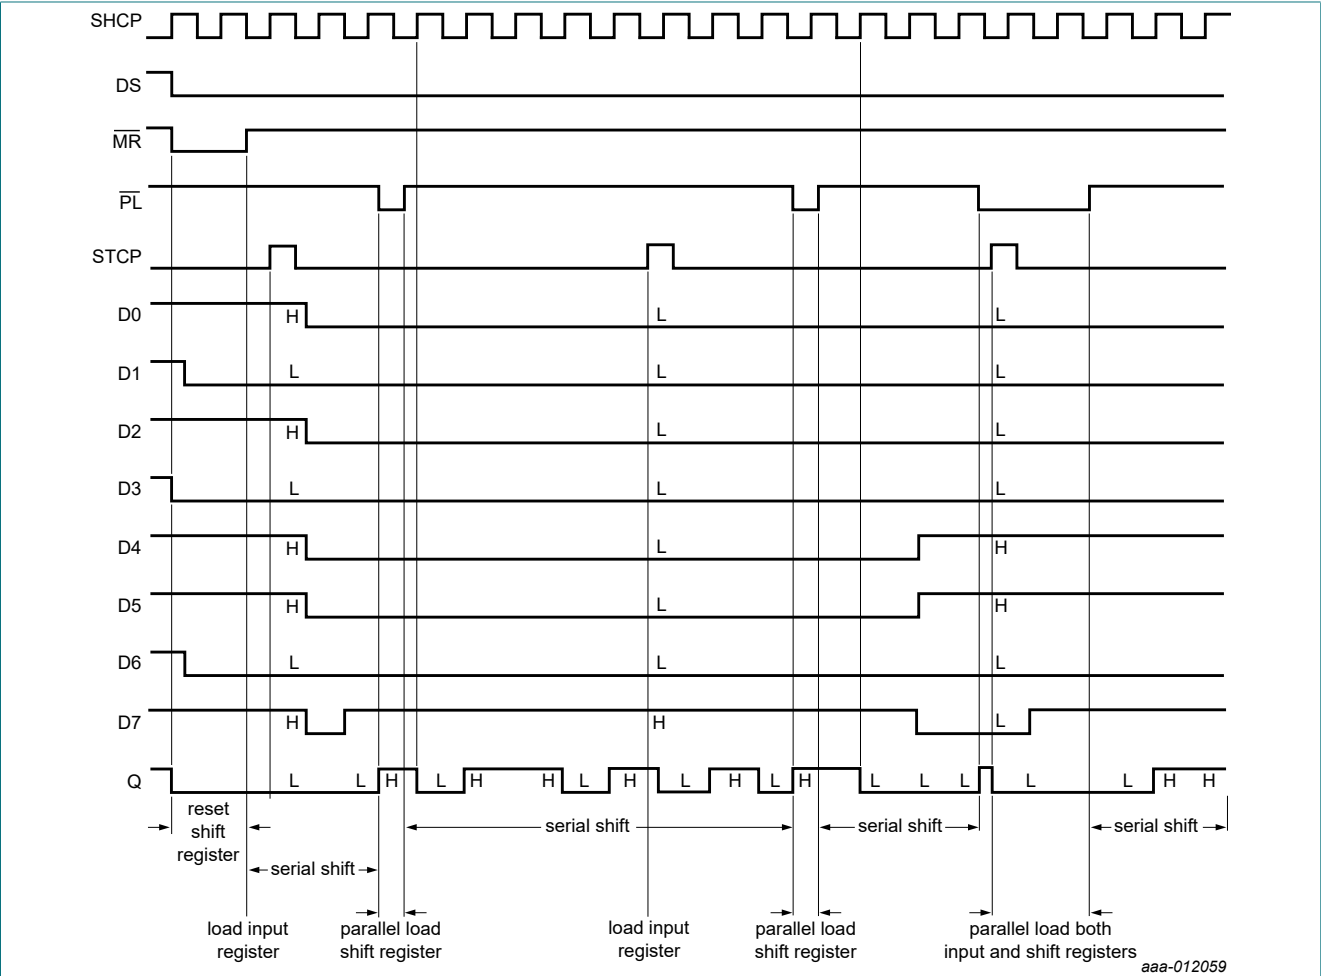 SHCP
DS
MR
PL
STCP
D0 H L L
D1 L L L
D2 H L L
D3 L L L
D4 H L H
D5 H L H
D6 L L L
D7 H H L
Q L L H L H H L H L H L H L L L L L H H
reset
shift
register
serial shift
serial shift
serial shift
serial shift
load input
register
parallel load
shift register
load input
register
parallel load
shift register
parallel load both
input and shift registers
aaa-012059